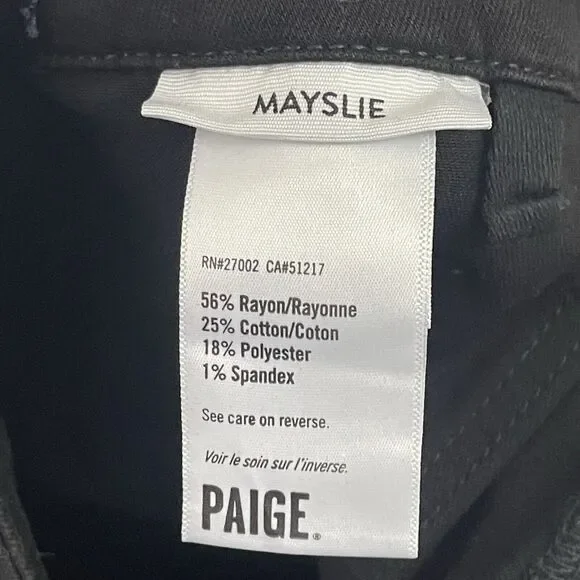 MAYSLIE
RN#27002 CA#51217
56% Rayon/Rayonne
25% Cotton/Coton
18% Polyester
1% Spandex
See care on reverse.
Voir le soin sur l'inverse.
PAIGE®